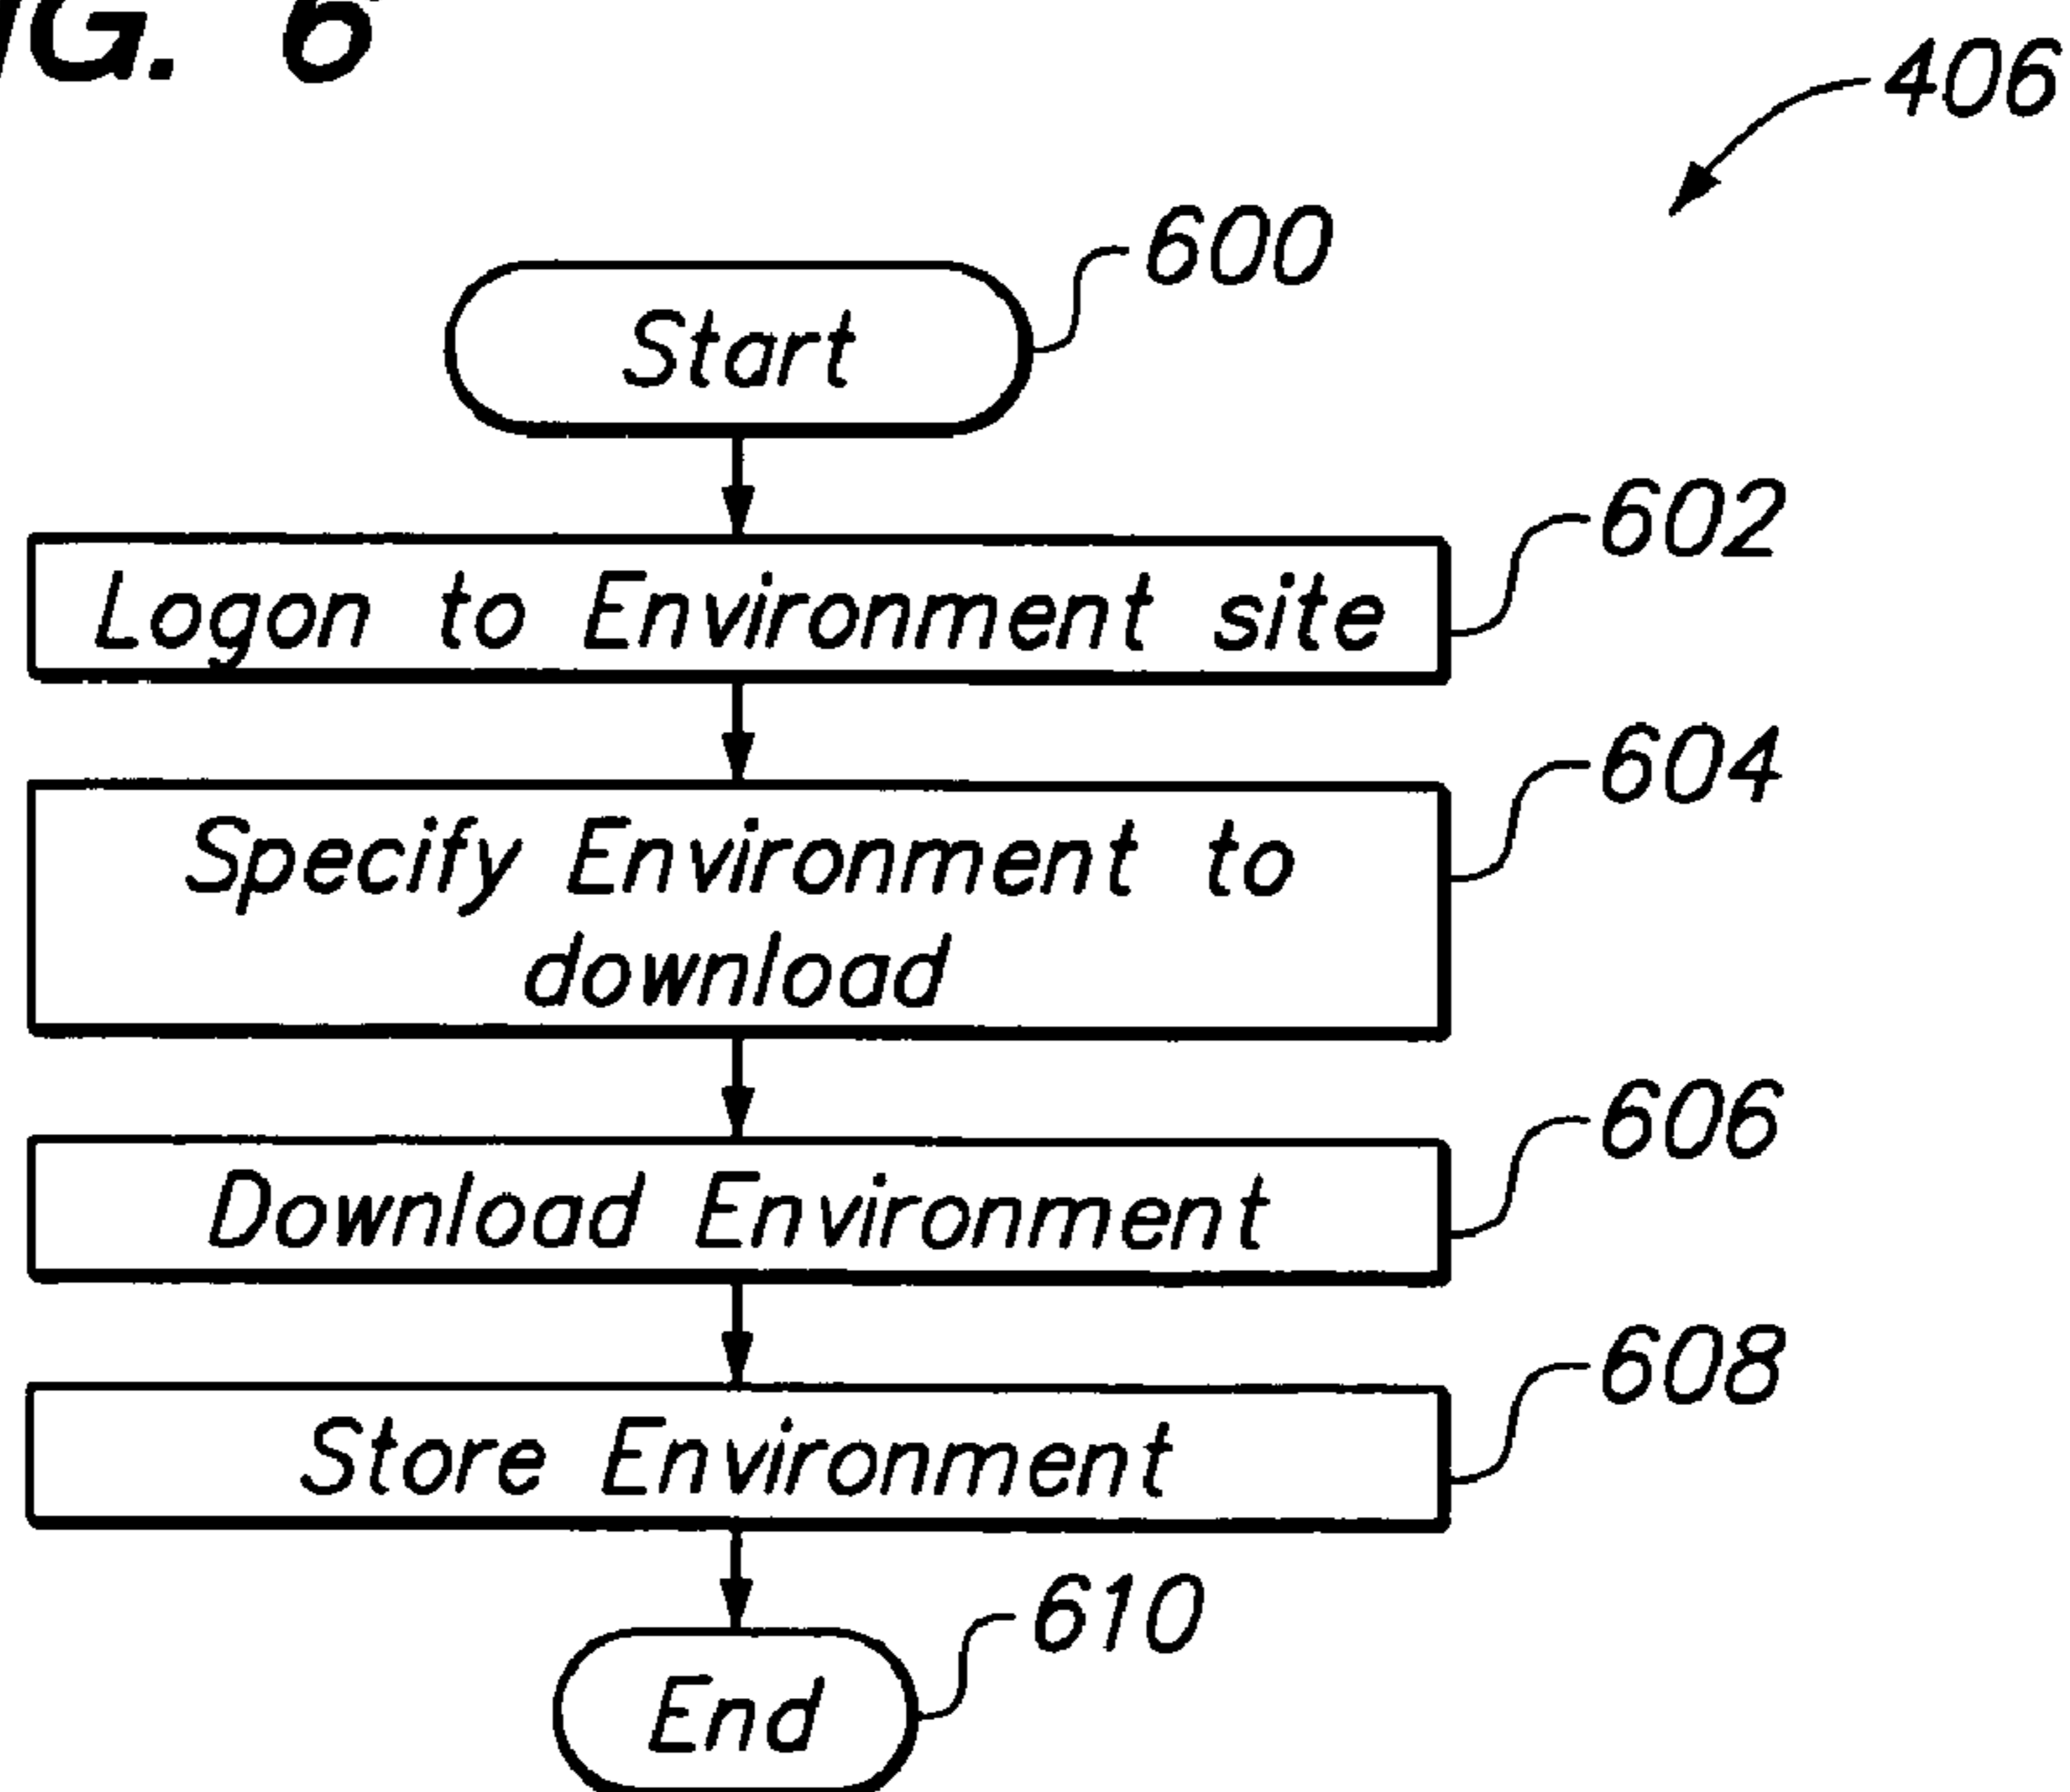 IG. 6
406
600
Start
602
Logon to Environment site
604
Specify Environment to
download
606
Download Environment
608
Store Environment
610
End